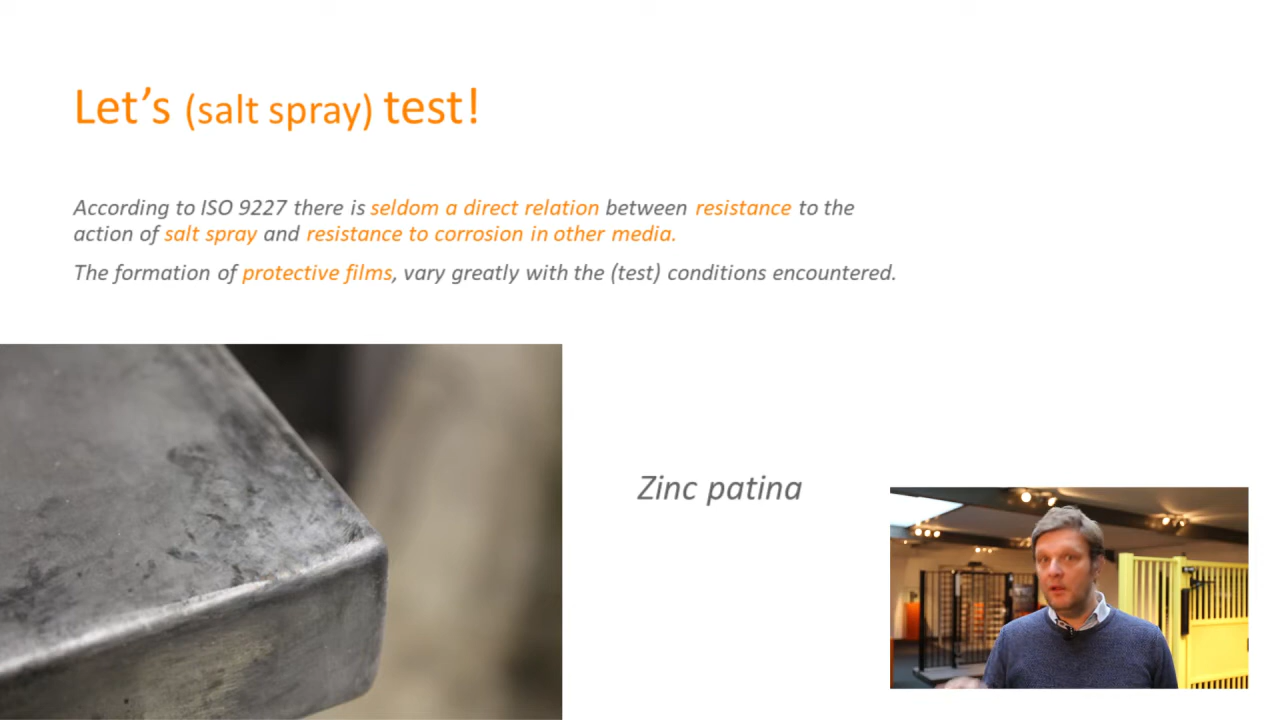 Let’s (salt spray) test!
According to ISO 9227 there is seldom a direct relation between resistance to the
action of salt spray and resistance to corrosion in other media.
The formation of protective films, vary greatly with the (test) conditions encountered.
Zinc patina